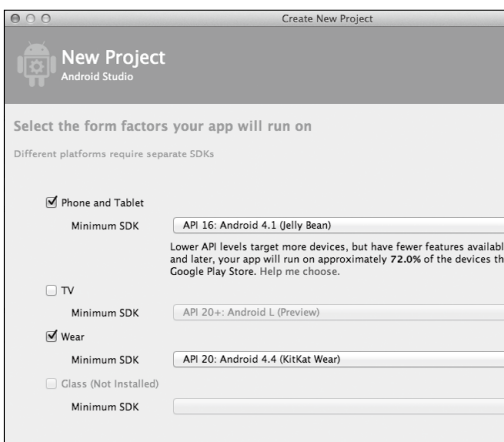 Create New Project
New Project
Android Studio
Select the form factors your app will run on
Different platforms require separate SDKs
Phone and Tablet
Minimum SDK
API 16: Android 4.1 (Jelly Bean)
Lower API levels target more devices, but have fewer features availabl
and later, your app will run on approximately 72.0% of the devices th
Google Play Store. Help me choose.
TV
Minimum SDK
API 20+: Android L (Preview)
Wear
Minimum SDK
API 20: Android 4.4 (KitKat Wear)
Glass (Not Installed)
Minimum SDK